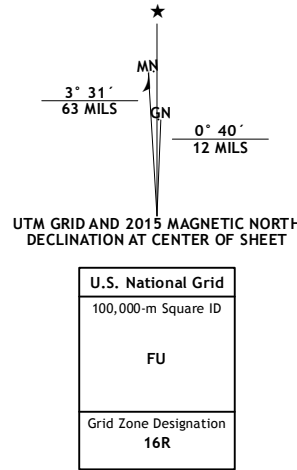 ★
MN
GN
3° 31´
63 MILS
0° 40´
12 MILS
UTM GRID AND 2015 MAGNETIC NORTH
DECLINATION AT CENTER OF SHEET
U.S. National Grid
100,000-m Square ID
FU
Grid Zone Designation
16R